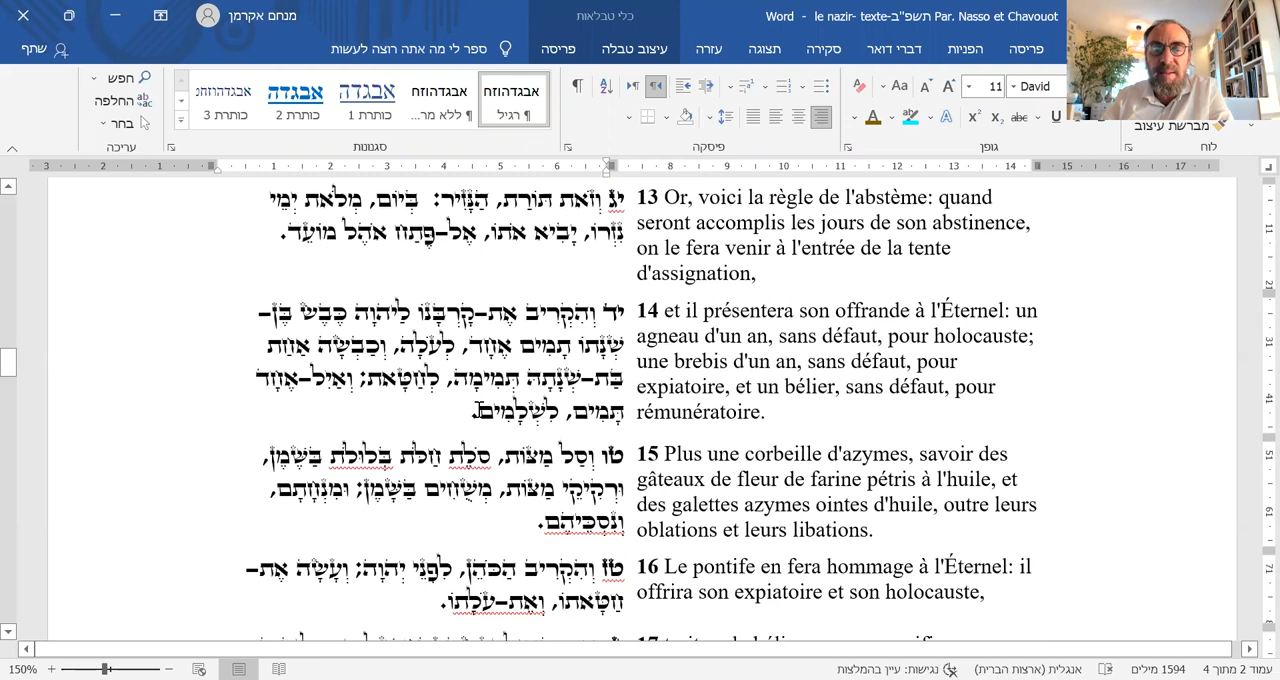 מנחם אקרמן
כלי טבלאות
le nazir- texte-תשפ"ב Par. Nasso et Chavouot - Word
פריסה הפניות דברי דואר סקירה תצוגה עזרה עיצוב טבלה פריסה ספר לי מה אתה רוצה לעשות שתף
David 11
מברשת עיצוב
לוח גופן פיסקה סגנונות עריכה
אבגדהוזח אבגדהוזח אבגדה אבגדה אבגדהוזחנ
¶ רגיל ¶ ללא מר... כותרת 1 כותרת 2 כותרת 3
חפש
החלפה
בחר
13 Or, voici la règle de l'abstème: quand
seront accomplis les jours de son abstinence,
on le fera venir à l'entrée de la tente
d'assignation,
יג וְזֹאת תּוֹרַת, הַנָּזִיר: בְּיוֹם, מְלֹאת יְמֵי
נִזְרוֹ, יָבִיא אֹתוֹ, אֶל-פֶּתַח אֹהֶל מוֹעֵד.
14 et il présentera son offrande à l'Éternel: un
agneau d'un an, sans défaut, pour holocauste;
une brebis d'un an, sans défaut, pour
expiatoire, et un bélier, sans défaut, pour
rémunératoire.
יד וְהִקְרִיב אֶת-קָרְבָּנוֹ לַיהוָה כֶּבֶשׂ בֶּן-
שְׁנָתוֹ תָמִים אֶחָד, לְעֹלָה, וְכַבְשָׂה אַחַת
בַּת-שְׁנָתָהּ תְּמִימָה, לְחַטָּאת; וְאַיִל-אֶחָד
תָּמִים, לִשְׁלָמִים.
15 Plus une corbeille d'azymes, savoir des
gâteaux de fleur de farine pétris à l'huile, et
des galettes azymes ointes d'huile, outre leurs
oblations et leurs libations.
טו וְסַל מַצּוֹת, סֹלֶת חַלֹּת בְּלוּלֹת בַּשֶּׁמֶן,
וּרְקִיקֵי מַצּוֹת, מְשֻׁחִים בַּשָּׁמֶן; וּמִנְחָתָם,
וְנִסְכֵּיהֶם.
16 Le pontife en fera hommage à l'Éternel: il
offrira son expiatoire et son holocauste,
טז וְהִקְרִיב הַכֹּהֵן, לִפְנֵי יְהוָה; וְעָשָׂה אֶת-
חַטָּאתוֹ, וְאֶת-עֹלָתוֹ.
עמוד 2 מתוך 4 1594 מילים אנגלית (ארצות הברית) נגישות: עיין בהמלצות 150%